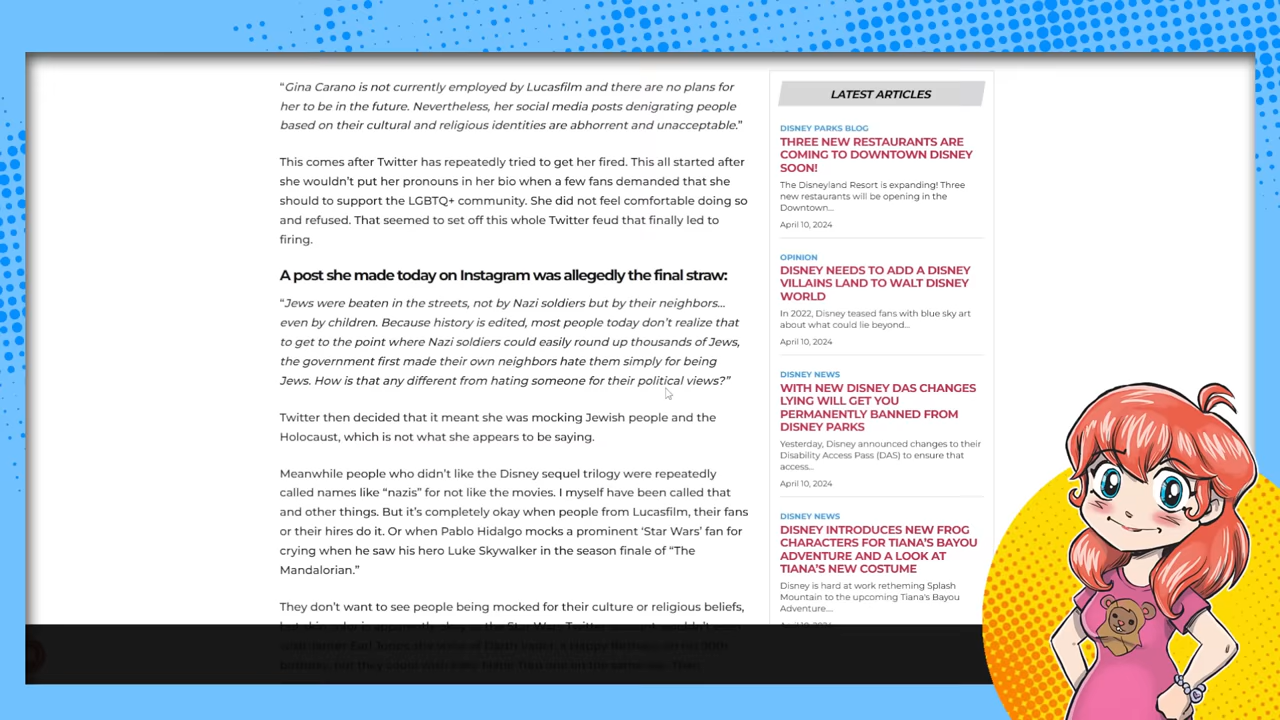 “Gina Carano is not currently employed by Lucasfilm and there are no plans for
her to be in the future. Nevertheless, her social media posts denigrating people
based on their cultural and religious identities are abhorrent and unacceptable.”
This comes after Twitter has repeatedly tried to get her fired. This all started after
she wouldn’t put her pronouns in her bio when a few fans demanded that she
should to support the LGBTQ+ community. She did not feel comfortable doing so
and refused. That seemed to set off this whole Twitter feud that finally led to
firing.
A post she made today on Instagram was allegedly the final straw:
“Jews were beaten in the streets, not by Nazi soldiers but by their neighbors…
even by children. Because history is edited, most people today don’t realize that
to get to the point where Nazi soldiers could easily round up thousands of Jews,
the government first made their own neighbors hate them simply for being
Jews. How is that any different from hating someone for their political views?”
Twitter then decided that it meant she was mocking Jewish people and the
Holocaust, which is not what she appears to be saying.
Meanwhile people who didn’t like the Disney sequel trilogy were repeatedly
called names like “nazis” for not like the movies. I myself have been called that
and other things. But it’s completely okay when people from Lucasfilm, their fans
or their hires do it. Or when Pablo Hidalgo mocks a prominent ‘Star Wars’ fan for
crying when he saw his hero Luke Skywalker in the season finale of “The
Mandalorian.”
They don’t want to see people being mocked for their culture or religious beliefs,
LATEST ARTICLES
DISNEY PARKS BLOG
THREE NEW RESTAURANTS ARE
COMING TO DOWNTOWN DISNEY
SOON!
The Disneyland Resort is expanding! Three
new restaurants will be opening in the
Downtown…
April 10, 2024
OPINION
DISNEY NEEDS TO ADD A DISNEY
VILLAINS LAND TO WALT DISNEY
WORLD
In 2022, Disney teased fans with blue sky art
about what could lie beyond…
April 10, 2024
DISNEY NEWS
WITH NEW DISNEY DAS CHANGES
LYING WILL GET YOU
PERMANENTLY BANNED FROM
DISNEY PARKS
Yesterday, Disney announced changes to their
Disability Access Pass (DAS) to ensure that
access…
April 10, 2024
DISNEY NEWS
DISNEY INTRODUCES NEW FROG
CHARACTERS FOR TIANA’S BAYOU
ADVENTURE AND A LOOK AT
TIANA’S NEW COSTUME
Disney is hard at work retheming Splash
Mountain to the upcoming Tiana’s Bayou
Adventure.…